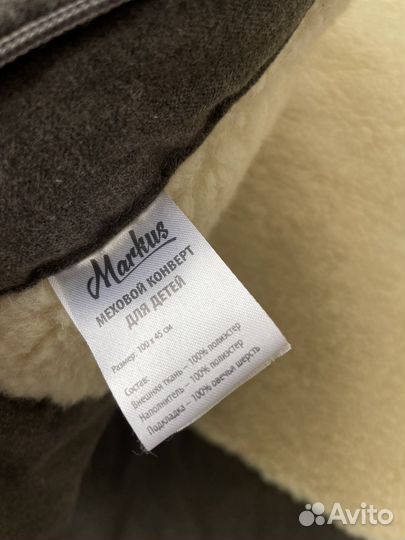 Markus
МЕХОВОЙ КОНВЕРТ
ДЛЯ ДЕТЕЙ
Размер: 100 х 45 см
Состав:
Внешняя ткань – 100% полиэстер
Наполнитель – 100% полиэстер
Подкладка – 100% овечья шерсть
Avito